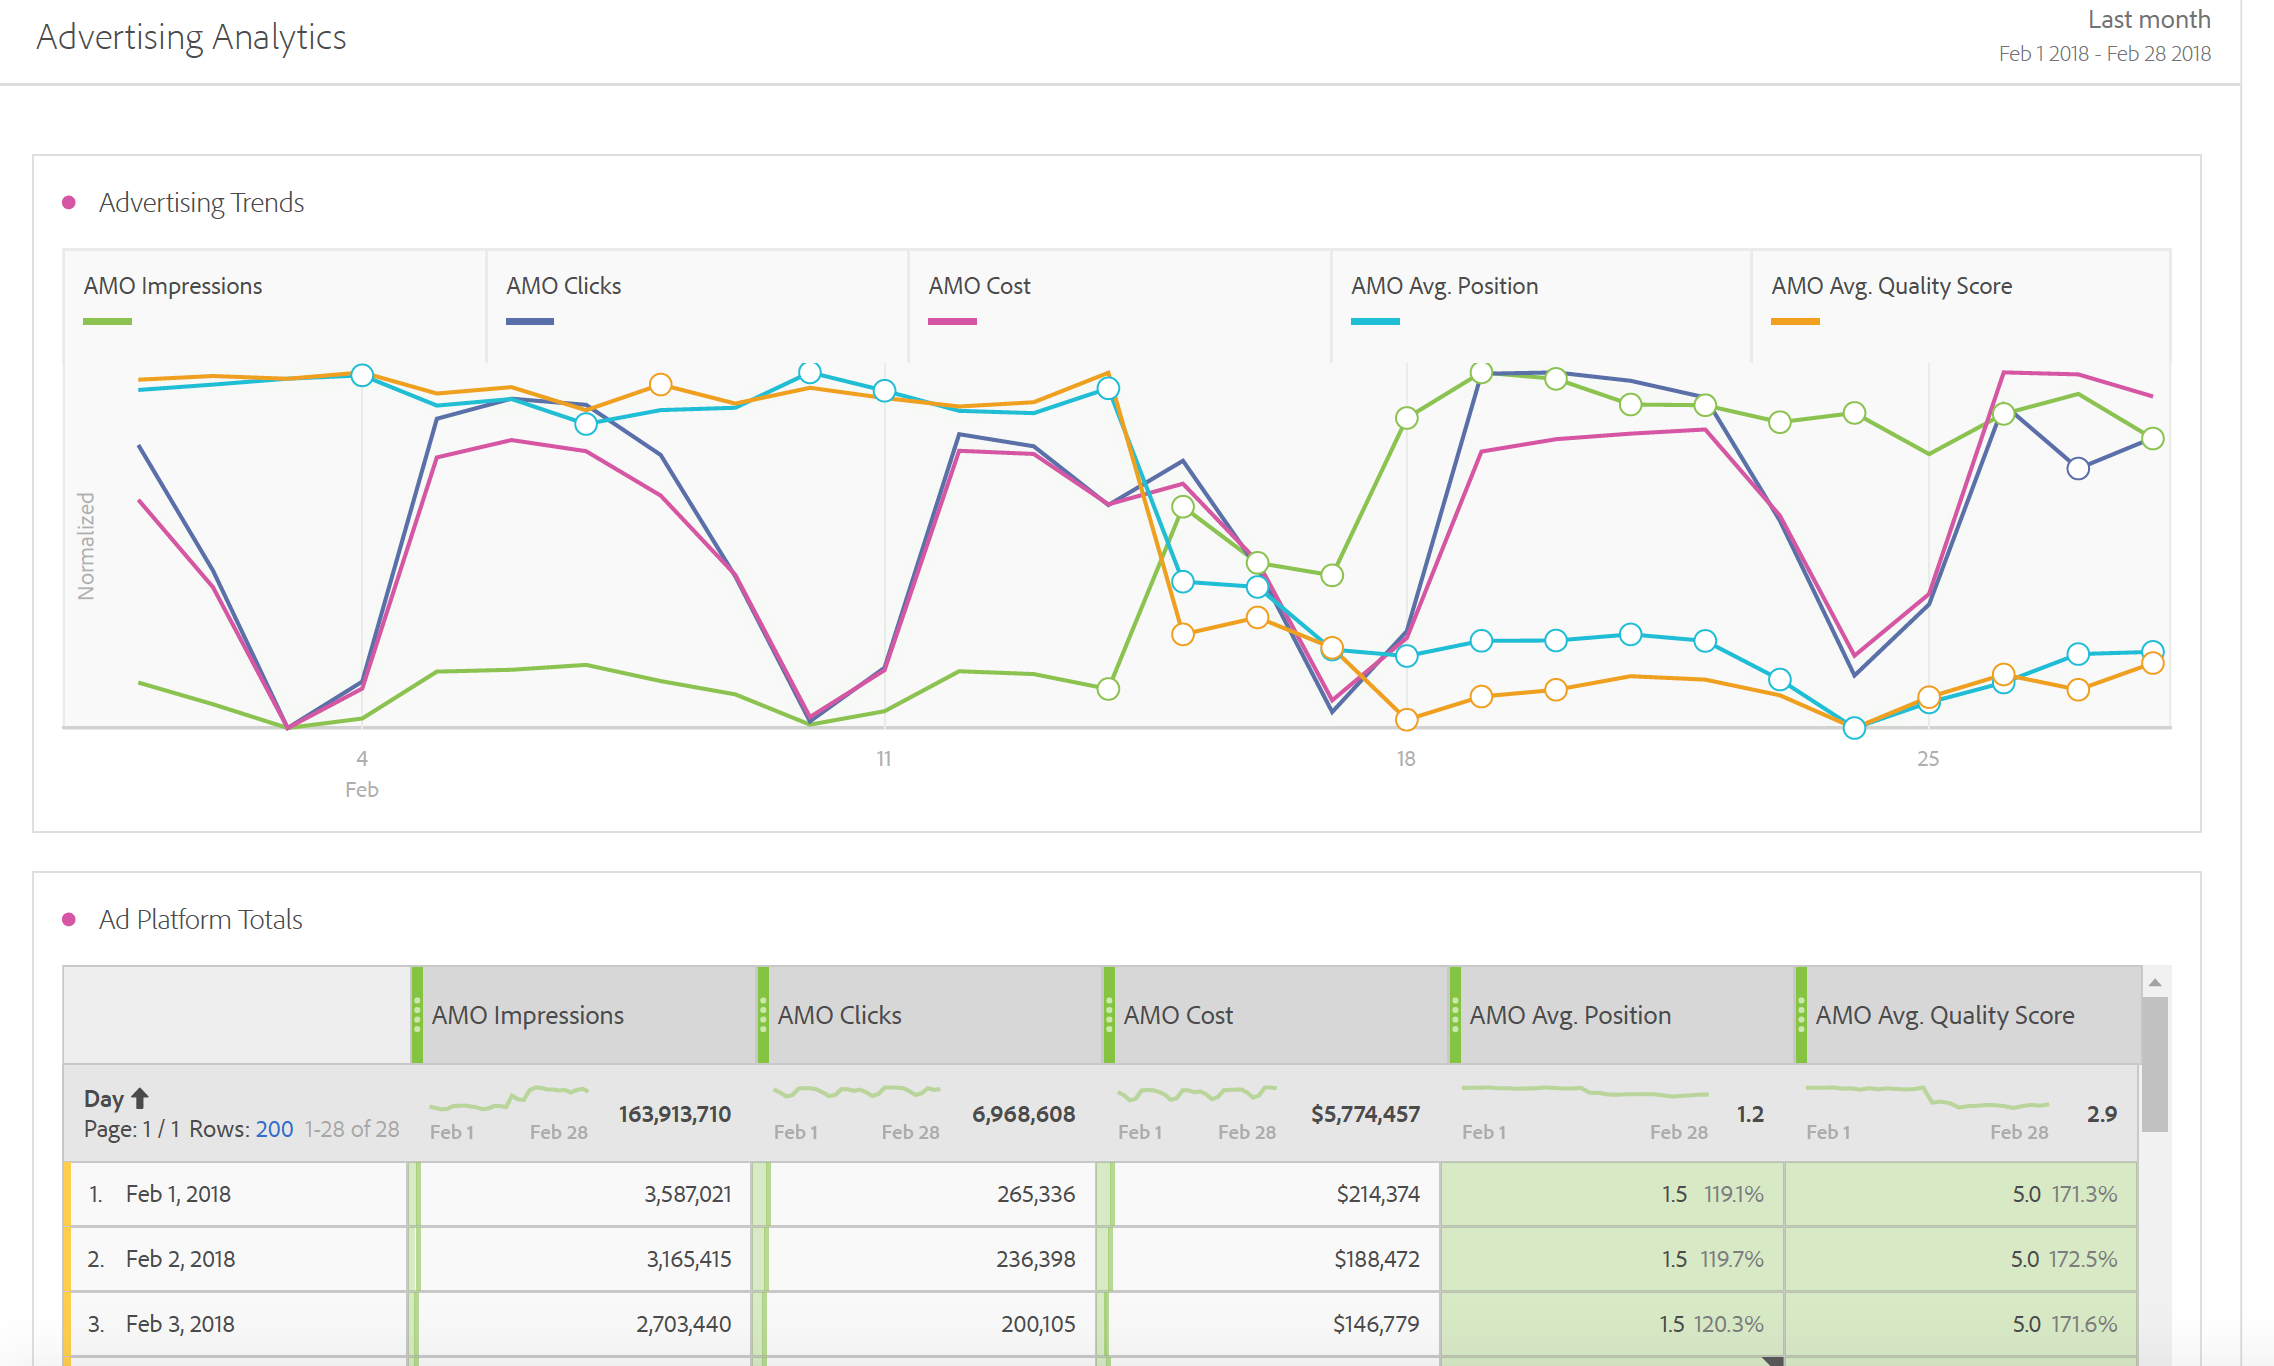 Advertising Analytics
Last month
Feb 1 2018 - Feb 28 2018
Advertising Trends
AMO Impressions
AMO Clicks
AMO Cost
AMO Avg. Position
AMO Avg. Quality Score
Normalized
4 11 18 25
Feb
Ad Platform Totals
AMO Impressions AMO Clicks AMO Cost AMO Avg. Position AMO Avg. Quality Score
Day
Page: 1 / 1 Rows: 200 1-28 of 28
Feb 1 Feb 28 163,913,710
Feb 1 Feb 28 6,968,608
Feb 1 Feb 28 $5,774,457
Feb 1 Feb 28 1.2
Feb 1 Feb 28 2.9
1. Feb 1, 2018 3,587,021 265,336 $214,374 1.5 119.1% 5.0 171.3%
2. Feb 2, 2018 3,165,415 236,398 $188,472 1.5 119.7% 5.0 172.5%
3. Feb 3, 2018 2,703,440 200,105 $146,779 1.5 120.3% 5.0 171.6%